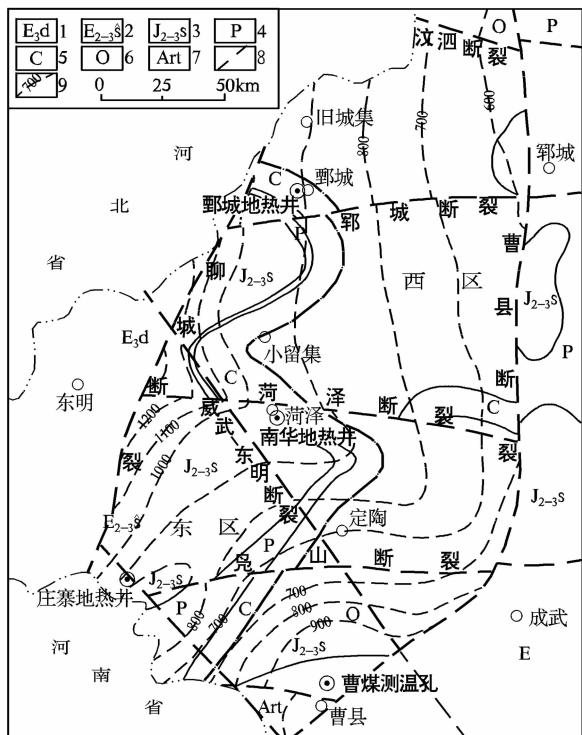 E₃d 1 E₂₋₃ŝ 2 J₂₋₃s 3 P 4
C 5 O 6 Art 7 8
700 9 0 25 50km
汶泗断裂
O P
800 700 600
旧城集
河北省
C
鄄城
郓城
鄄城地热井
郓城断裂
P
聊城断裂
J₂₋₃s
西区
曹县断裂
J₂₋₃s
E₃d
小留集
P
东明
C
菏泽断裂
C
菏泽
威武东明断裂
南华地热井
1200
1100
1000
J₂₋₃s
J₂₋₃s
E₂₋₃ŝ
东区
定陶
P
凫山断裂
J₂₋₃s
庄寨地热井
P
800
700
C
700
800
900
O
成武
河南省
J₂₋₃s
E
曹煤测温孔
Art
曹县